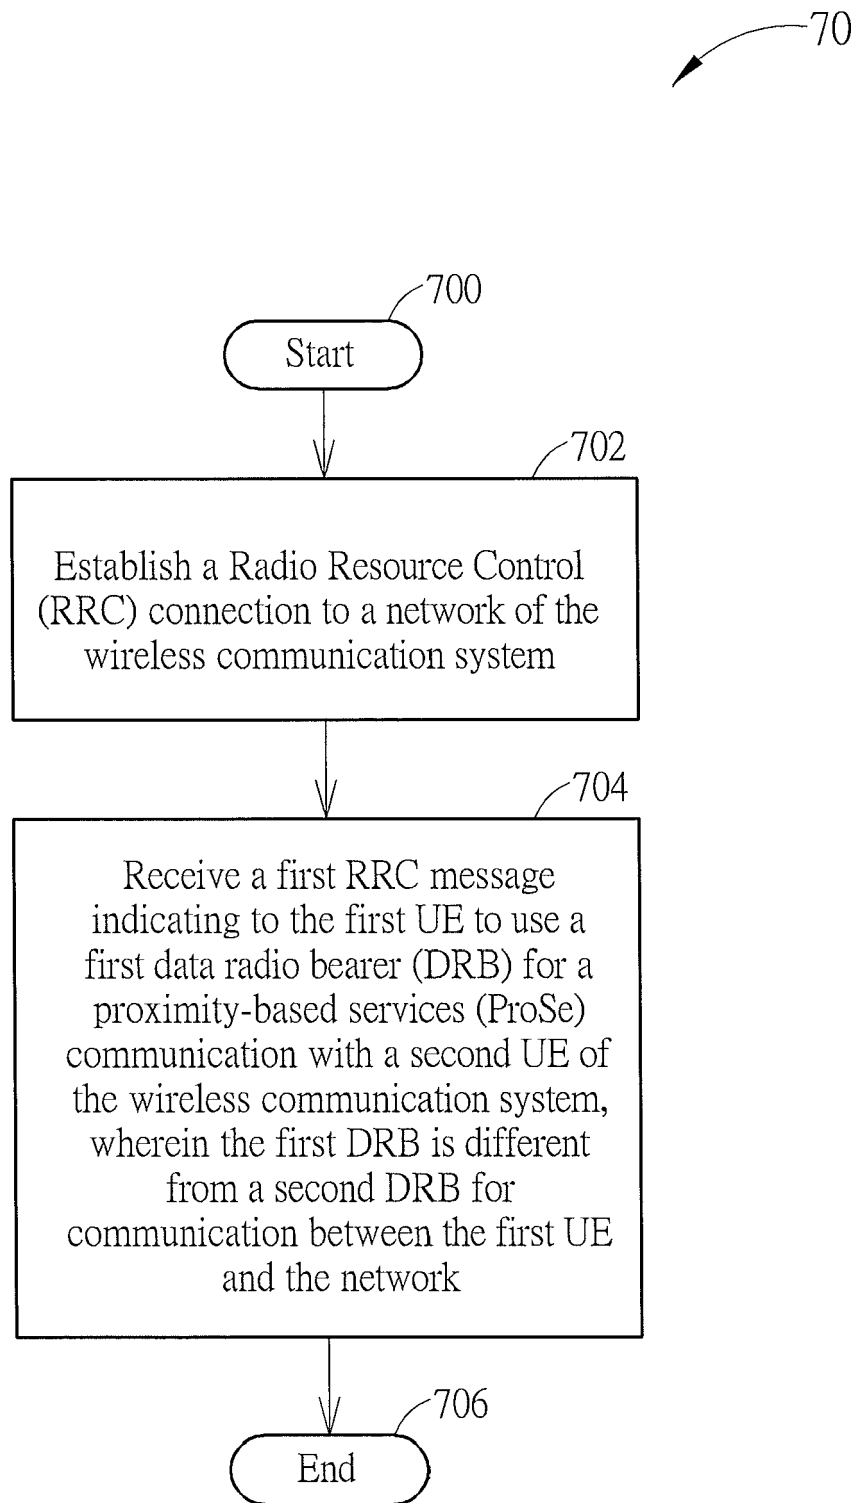 70
700
Start
702
Establish a Radio Resource Control
(RRC) connection to a network of the
wireless communication system
704
Receive a first RRC message
indicating to the first UE to use a
first data radio bearer (DRB) for a
proximity-based services (ProSe)
communication with a second UE of
the wireless communication system,
wherein the first DRB is different
from a second DRB for
communication between the first UE
and the network
706
End